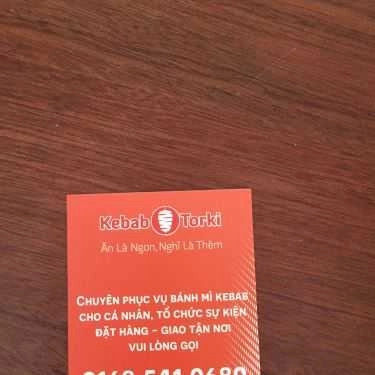 Kebab Torki
Ăn Là Ngon, Nghĩ Là Thèm
CHUYÊN PHỤC VỤ BÁNH MÌ KEBAB
CHO CÁ NHÂN, TỔ CHỨC SỰ KIỆN
ĐẶT HÀNG - GIAO TẬN NƠI
VUI LÒNG GỌI